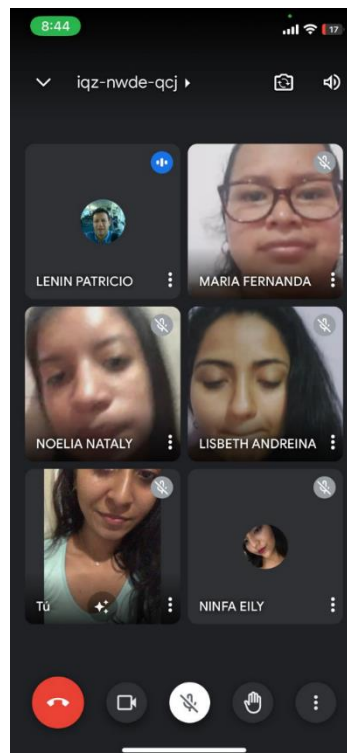 8:44
17
iqz-nwde-qcj
LENIN PATRICIO
MARIA FERNANDA
NOELIA NATALY
LISBETH ANDREINA
Tú
NINFA EILY